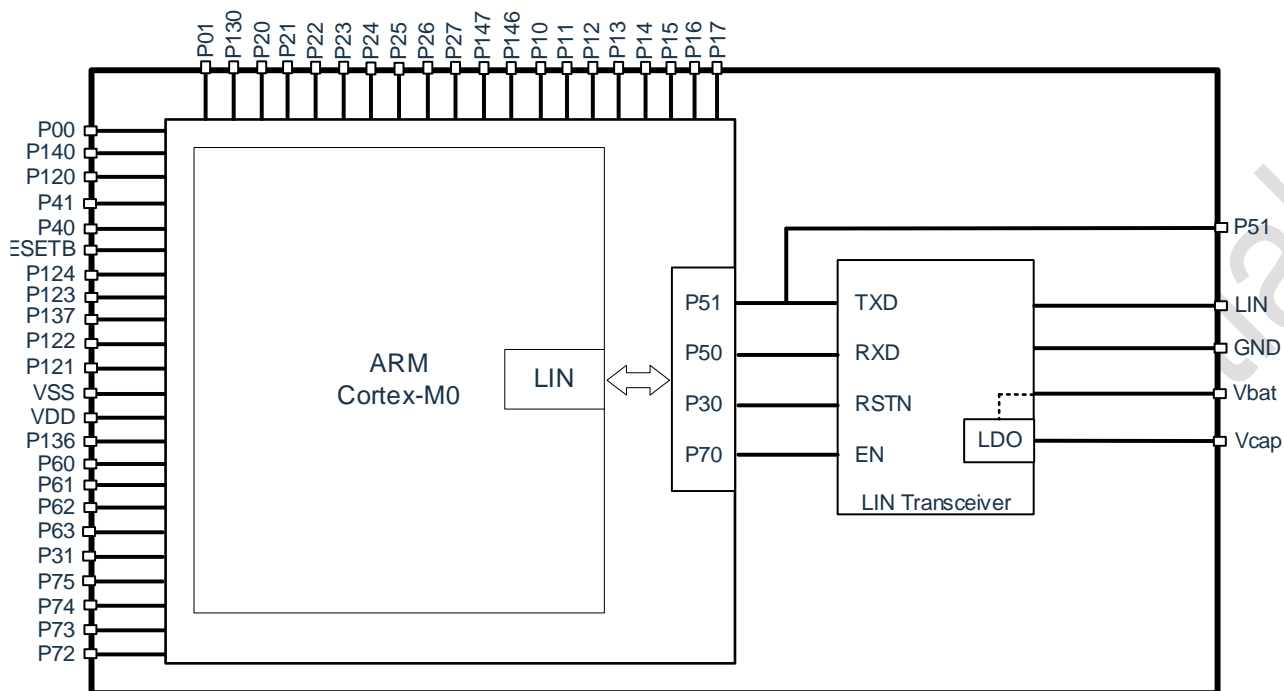 P01 P130 P20 P21 P22 P23 P24 P25 P26 P27 P147 P146 P10 P11 P12 P13 P14 P15 P16 P17
P00
P140
P120
P41
P40
ESETB
P124
P123
P137
P122
P121
VSS
VDD
P136
P60
P61
P62
P63
P31
P75
P74
P73
P72
ARM
Cortex-M0
LIN
P51
P50
P30
P70
TXD
RXD
RSTN
EN
LDO
LIN Transceiver
P51
LIN
GND
Vbat
Vcap